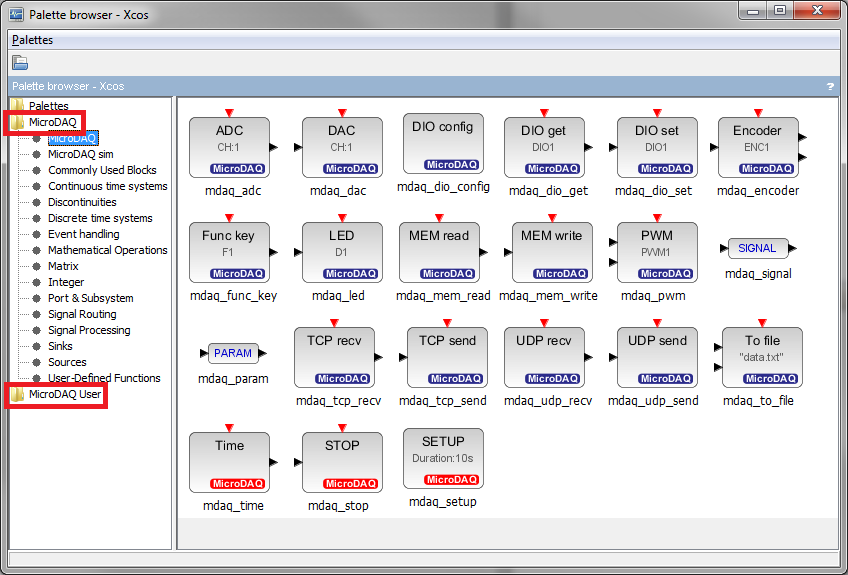 Palette browser - Xcos
Palettes
Palette browser - Xcos
?
Palettes
MicroDAQ
MicroDAQ
MicroDAQ sim
Commonly Used Blocks
Continuous time systems
Discontinuities
Discrete time systems
Event handling
Mathematical Operations
Matrix
Integer
Port & Subsystem
Signal Routing
Signal Processing
Sinks
Sources
User-Defined Functions
MicroDAQ User
ADC
CH:1
MicroDAQ
mdaq_adc
DAC
CH:1
MicroDAQ
mdaq_dac
DIO config
MicroDAQ
mdaq_dio_config
DIO get
DIO1
MicroDAQ
mdaq_dio_get
DIO set
DIO1
MicroDAQ
mdaq_dio_set
Encoder
ENC1
MicroDAQ
mdaq_encoder
Func key
F1
MicroDAQ
mdaq_func_key
LED
D1
MicroDAQ
mdaq_led
MEM read
MicroDAQ
mdaq_mem_read
MEM write
MicroDAQ
mdaq_mem_write
PWM
PWM1
MicroDAQ
mdaq_pwm
SIGNAL
mdaq_signal
PARAM
mdaq_param
TCP recv
MicroDAQ
mdaq_tcp_recv
TCP send
MicroDAQ
mdaq_tcp_send
UDP recv
MicroDAQ
mdaq_udp_recv
UDP send
MicroDAQ
mdaq_udp_send
To file
"data.txt"
MicroDAQ
mdaq_to_file
Time
MicroDAQ
mdaq_time
STOP
MicroDAQ
mdaq_stop
SETUP
Duration:10s
MicroDAQ
mdaq_setup